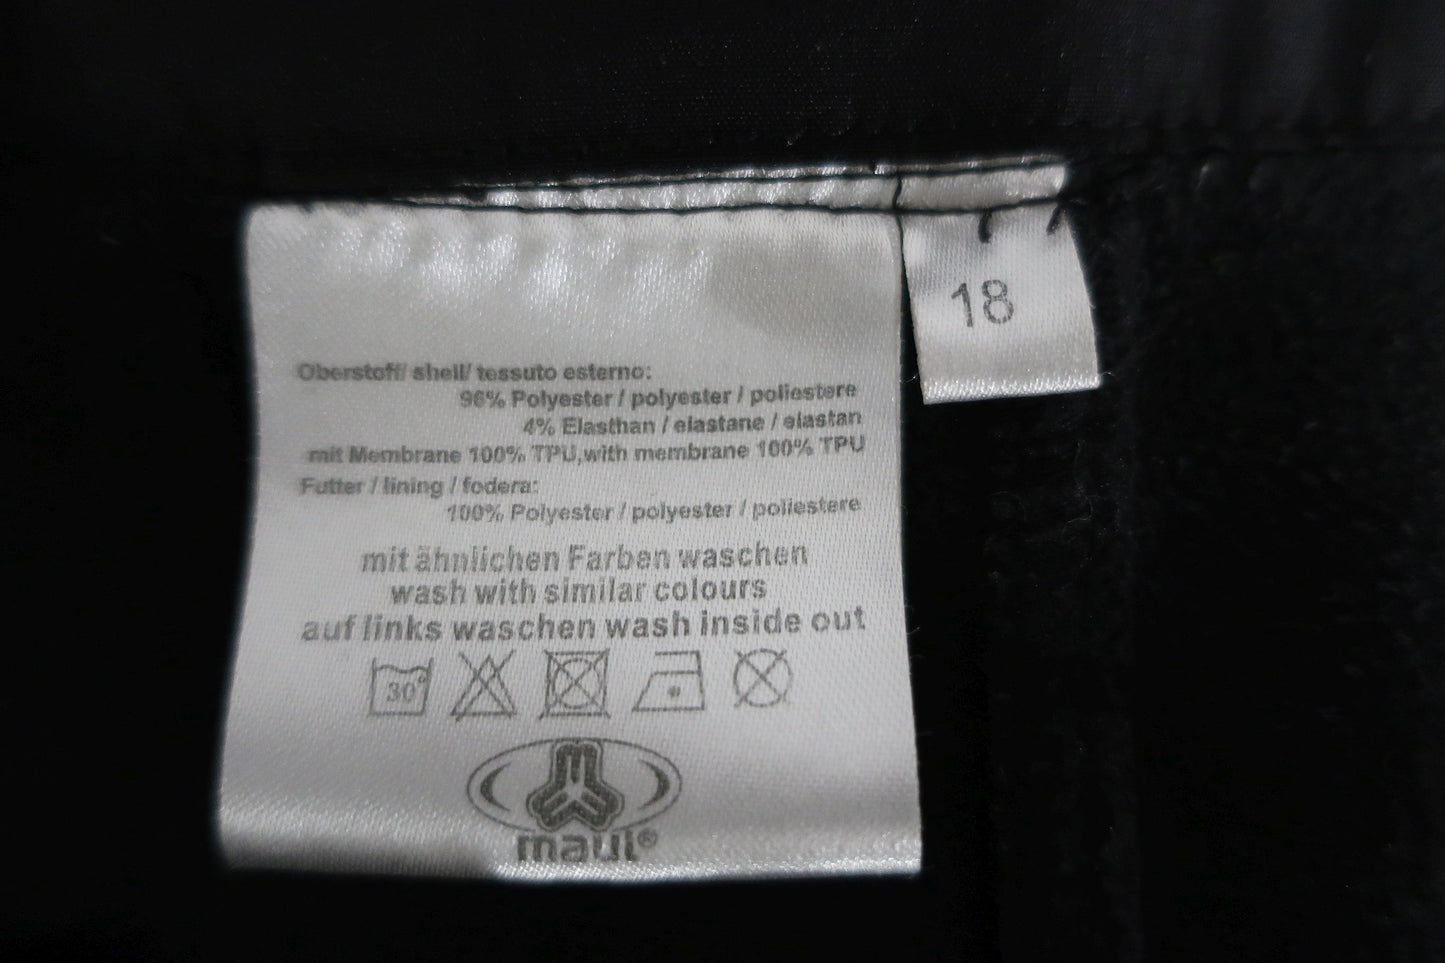 Oberstoff/ shell/ tessuto esterno:
96% Polyester / polyester / poliestere
4% Elasthan / elastane / elastan
mit Membrane 100% TPU,with membrane 100% TPU
Futter / lining / fodera:
100% Polyester / polyester / poliestere
mit ähnlichen Farben waschen
wash with similar colours
auf links waschen wash inside out
30°
maul®
18